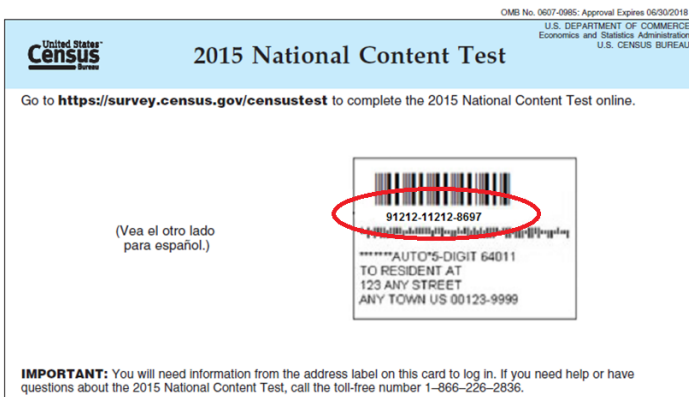 OMB No. 0607-0985: Approval Expires 06/30/2018
U.S. DEPARTMENT OF COMMERCE
Economics and Statistics Administration
U.S. CENSUS BUREAU
United States™
Census
Bureau
2015 National Content Test
Go to https://survey.census.gov/censustest to complete the 2015 National Content Test online.
91212-11212-8697
(Vea el otro lado
para español.)
*******AUTO*5-DIGIT 64011
TO RESIDENT AT
123 ANY STREET
ANY TOWN US 00123-9999
IMPORTANT: You will need information from the address label on this card to log in. If you need help or have
questions about the 2015 National Content Test, call the toll-free number 1–866–226–2836.